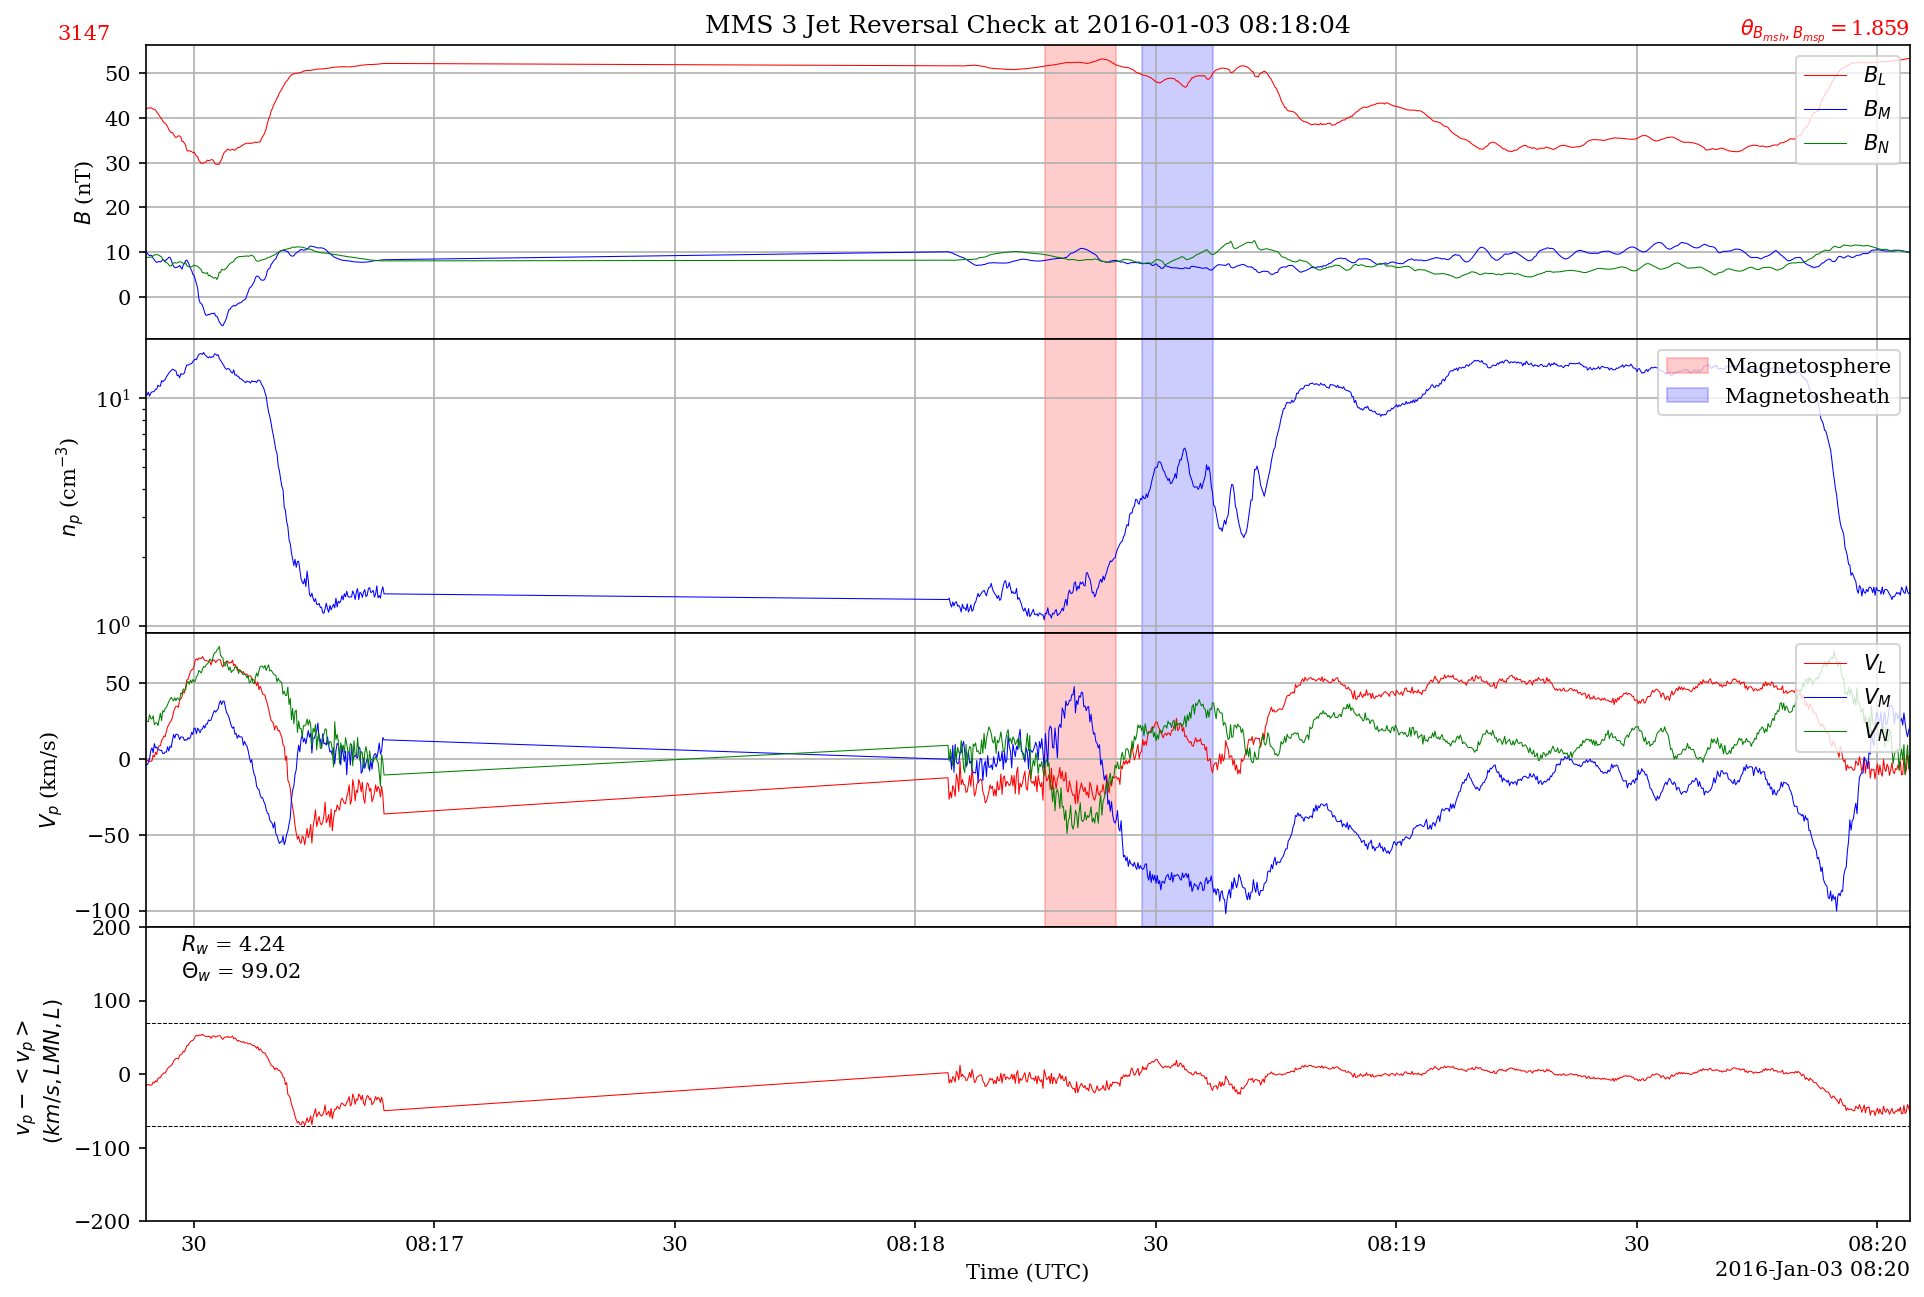 MMS 3 Jet Reversal Check at 2016-01-03 08:18:04
3147
θ_{B_{msh}, B_{msp}} = 1.859
B (nT)
50
40
30
20
10
0
B_L
B_M
B_N
n_p (cm^{-3})
10^1
10^0
Magnetosphere
Magnetosheath
V_p (km/s)
50
0
−50
−100
V_L
V_M
V_N
v_p − < v_p >
(km/s, LMN, L)
200
100
0
−100
−200
R_w = 4.24
Θ_w = 99.02
30 08:17 30 08:18 30 08:19 30 08:20
Time (UTC)
2016-Jan-03 08:20